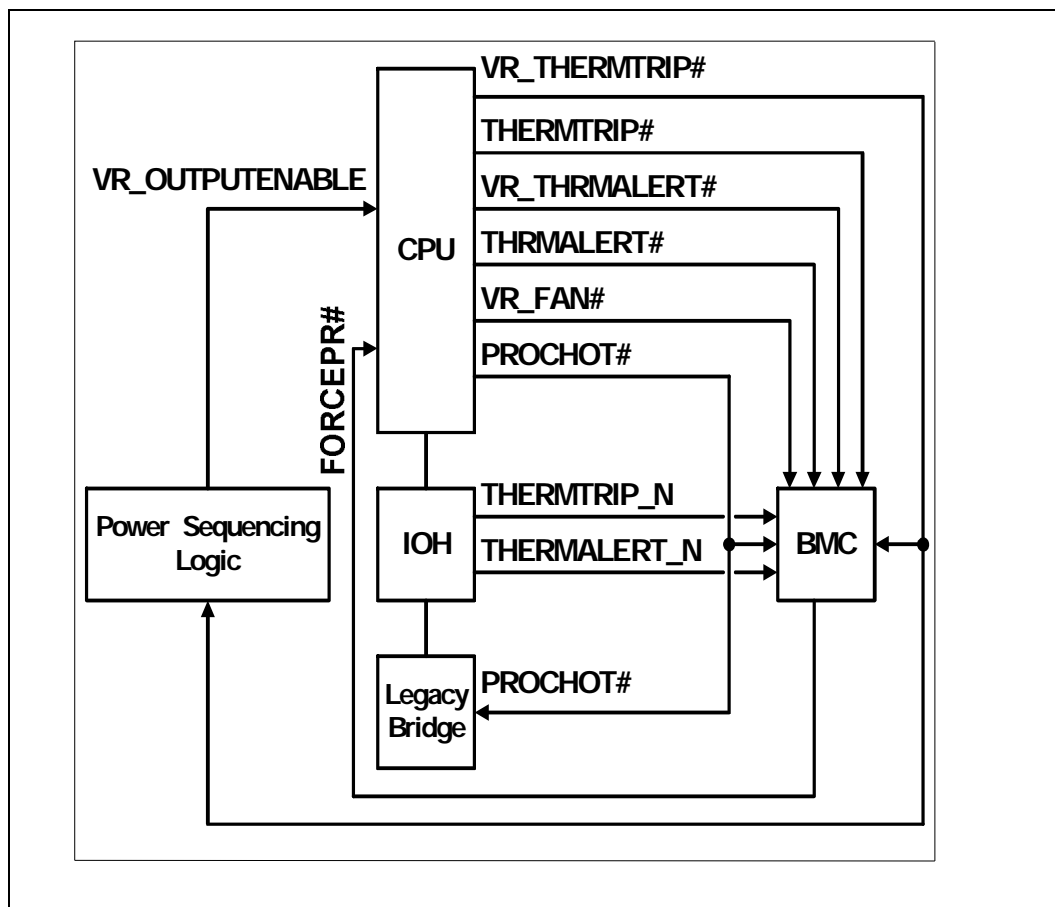 VR_THERMTRIP#
THERMTRIP#
VR_OUTPUTENABLE
VR_THRMALERT#
CPU
THRMALERT#
VR_FAN#
FORCEPR#
PROCHOT#
THERMTRIP_N
Power Sequencing
Logic
IOH
BMC
THERMALERT_N
PROCHOT#
Legacy
Bridge